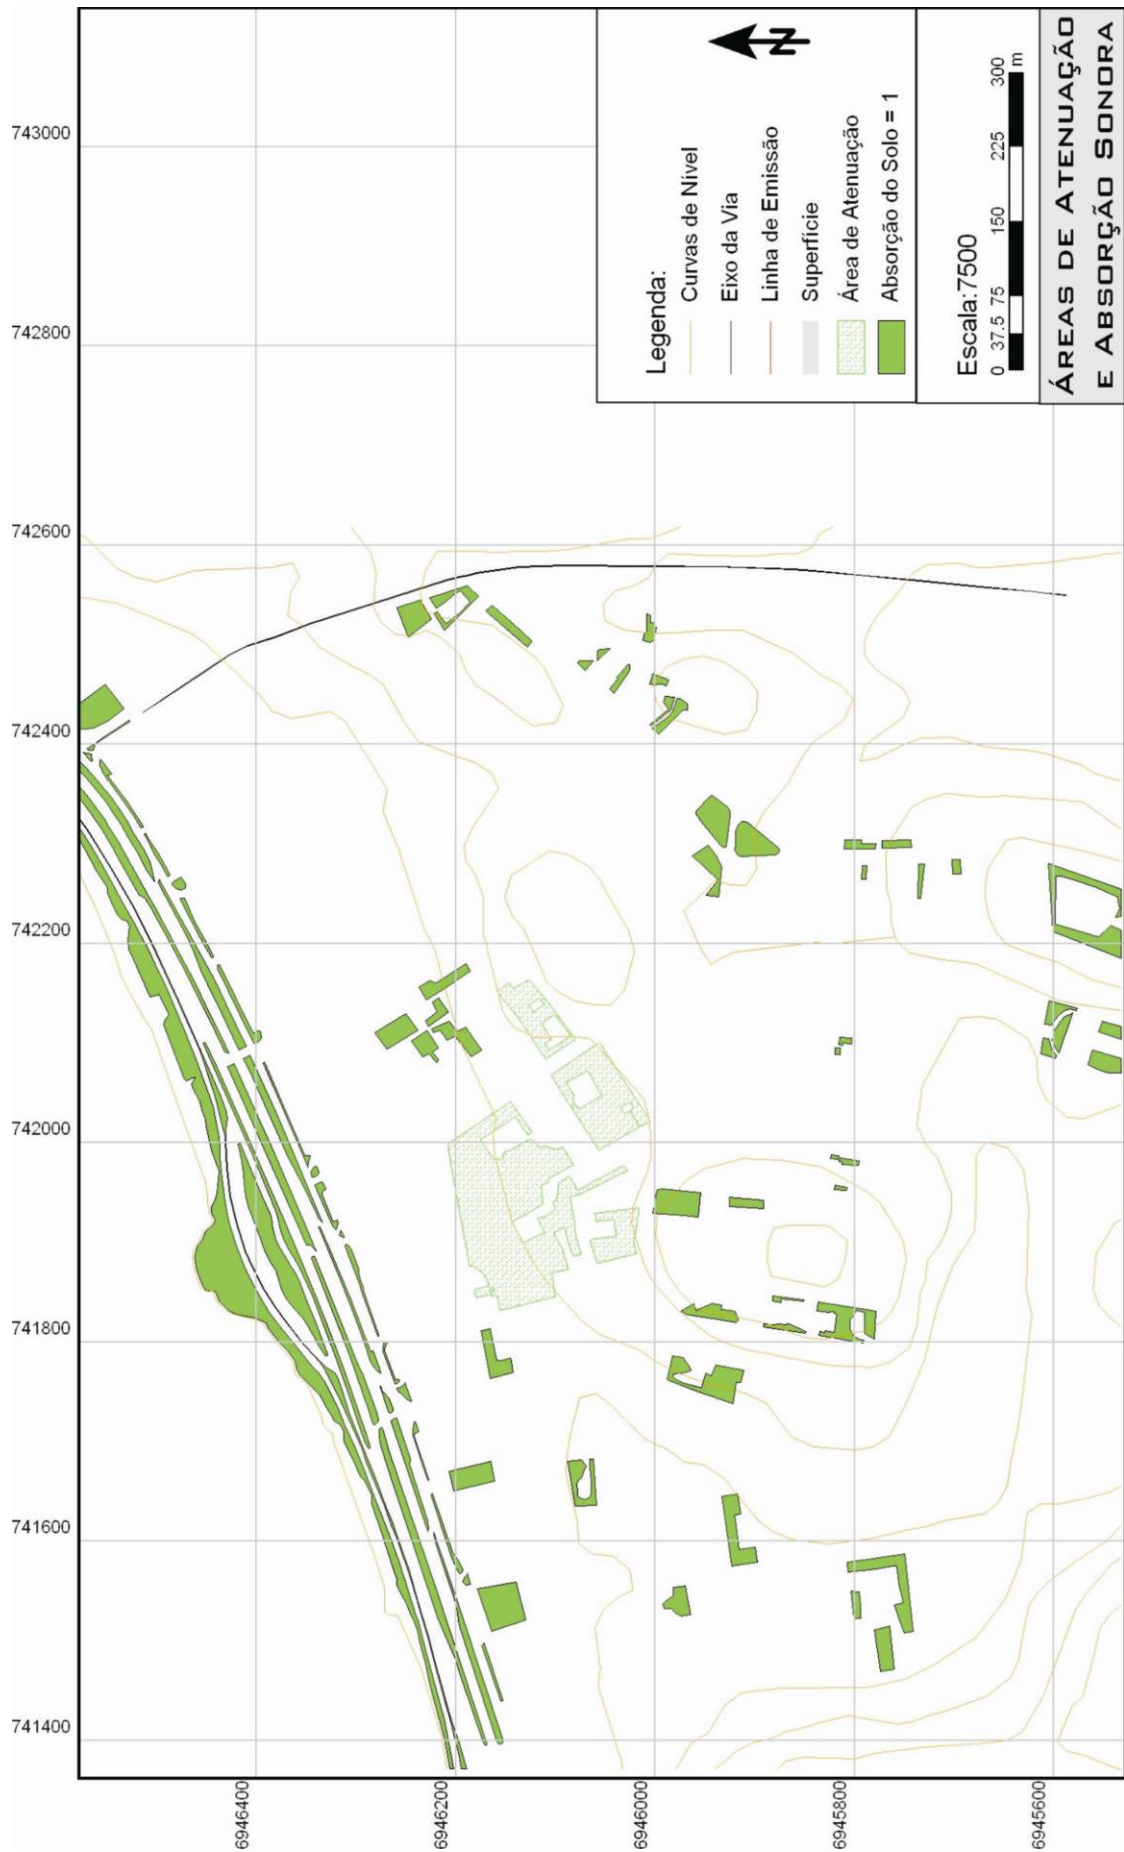 743000
742800
742600
742400
742200
742000
741800
741600
741400
6946400
6946200
6946000
6945800
6945600
N
Legenda:
Curvas de Nível
Eixo da Via
Linha de Emissão
Superfície
Área de Atenuação
Absorção do Solo = 1
Escala:7500
0 37.5 75 150 225 300
m
ÁREAS DE ATENUAÇÃO
E ABSORÇÃO SONORA